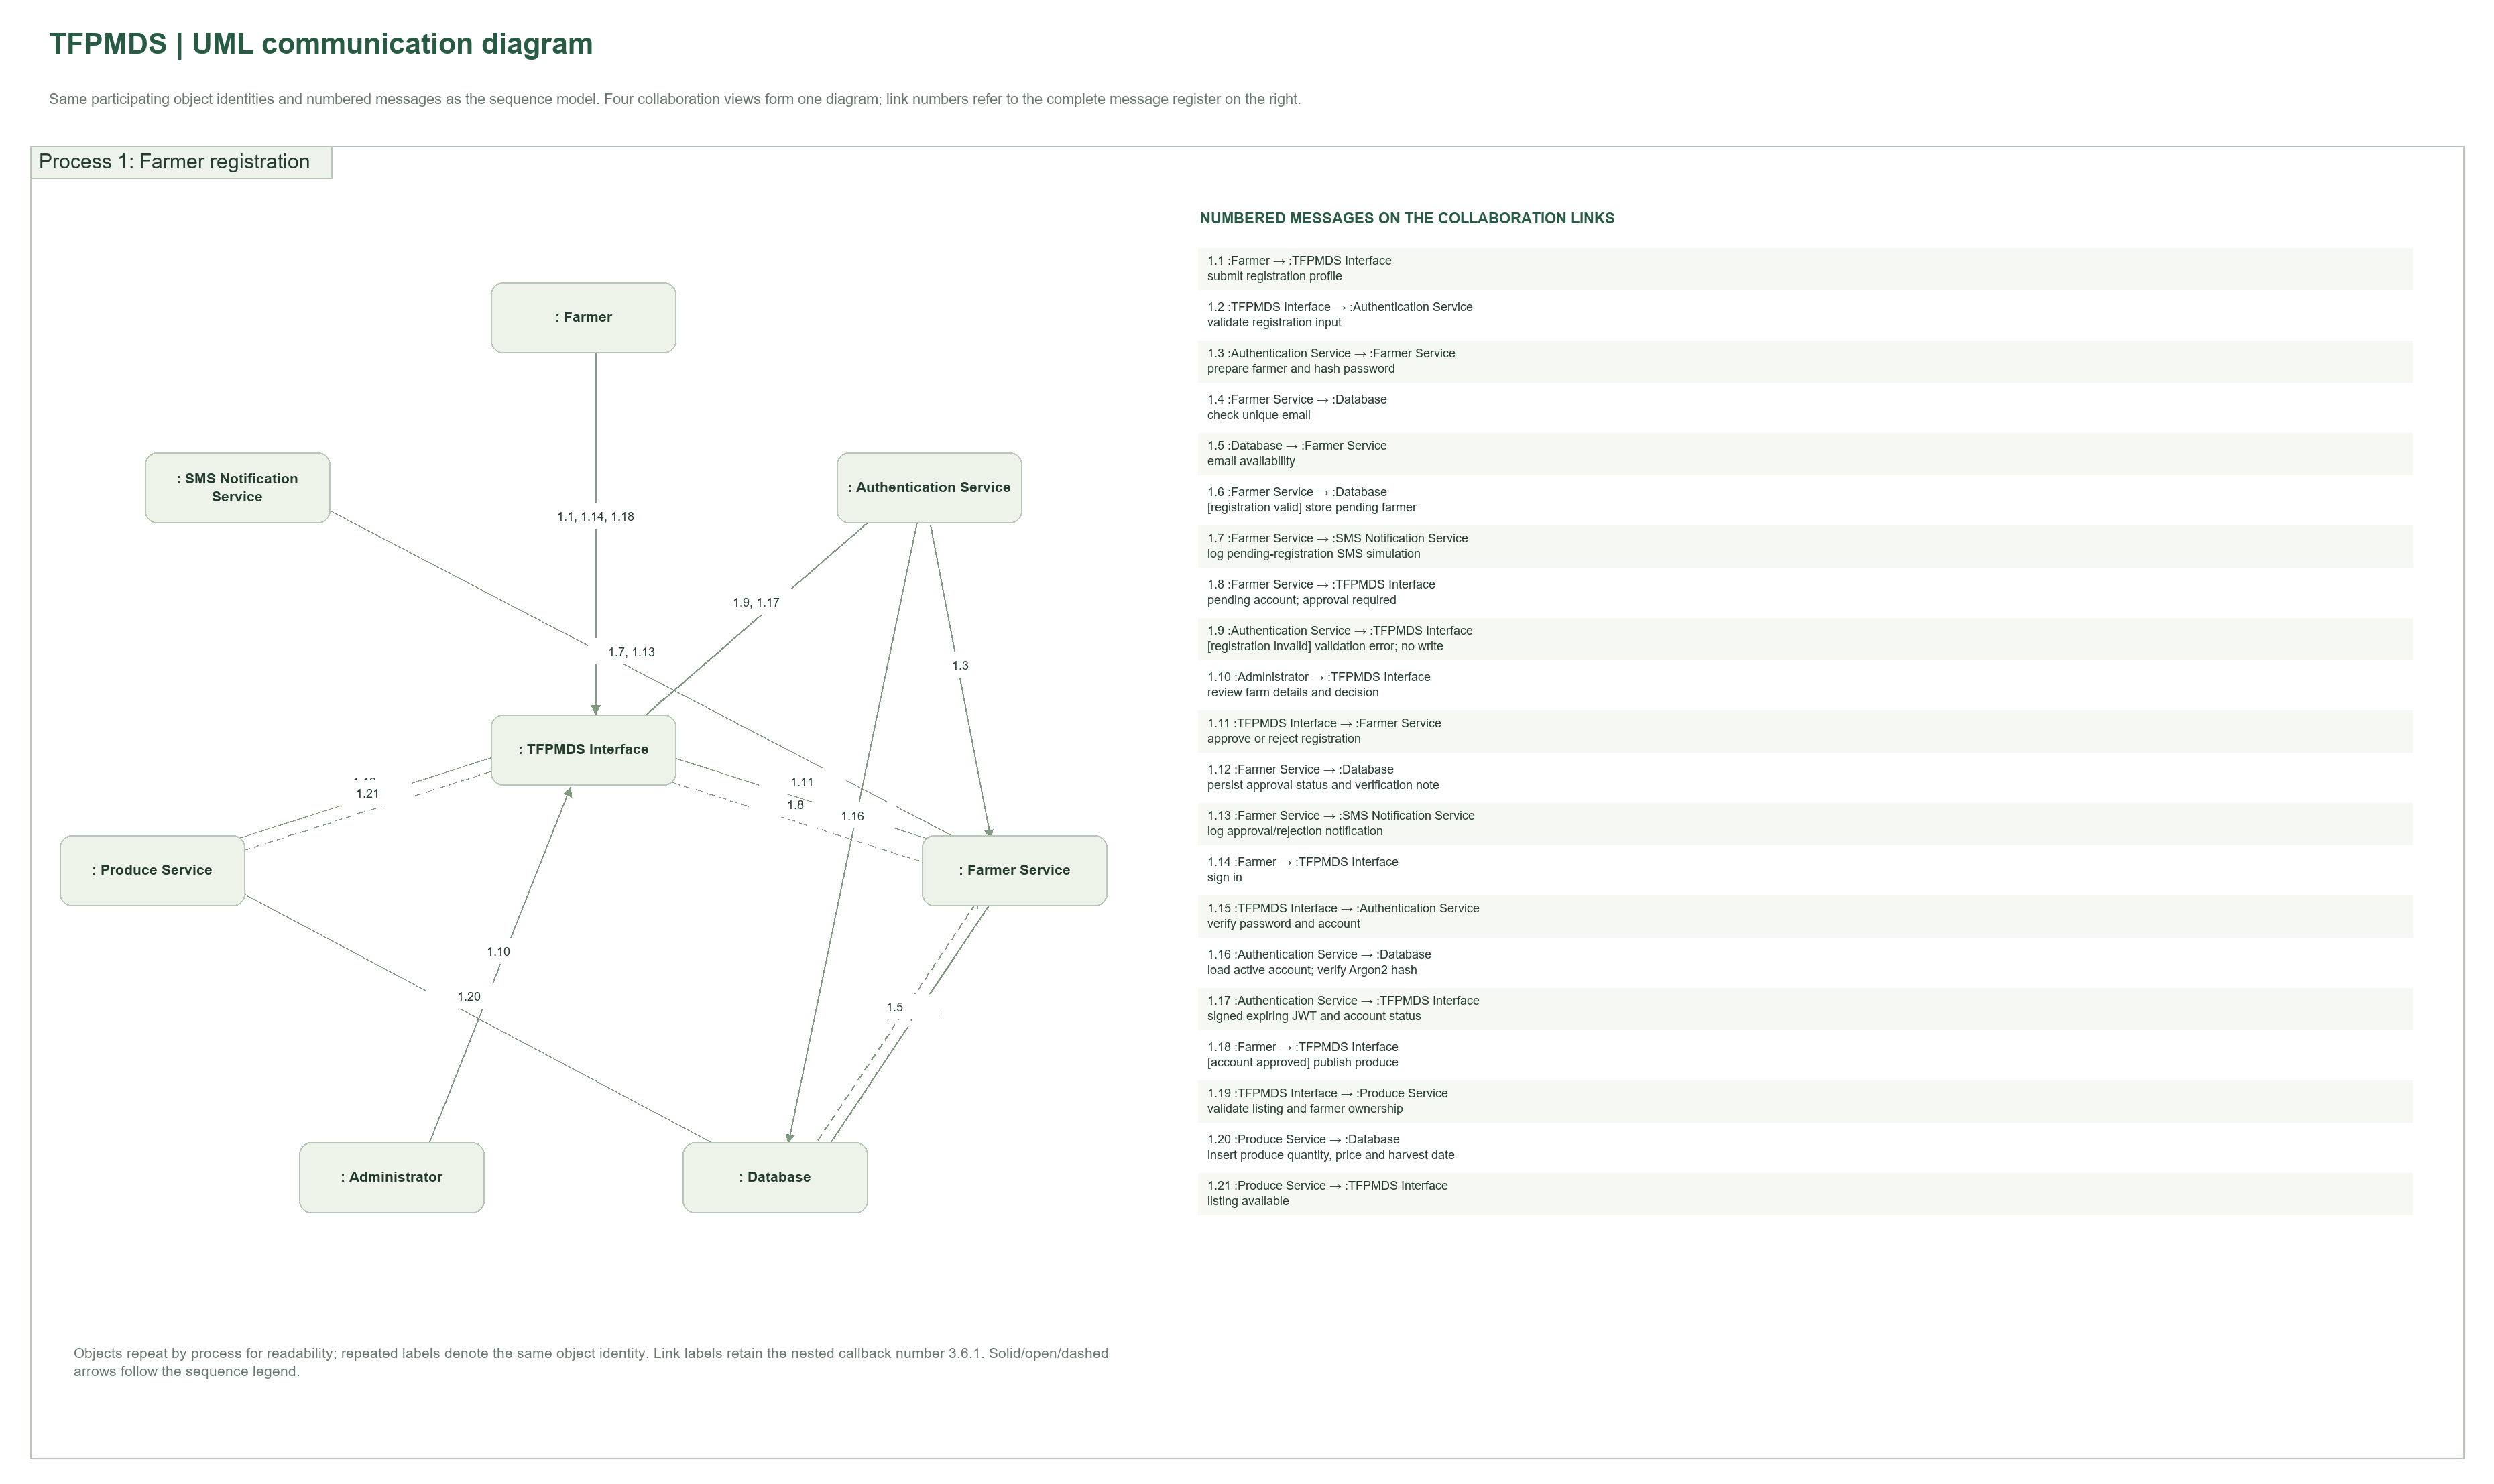 TFPMDS | UML communication diagram
Same participating object identities and numbered messages as the sequence model. Four collaboration views form one diagram; link numbers refer to the complete message register on the right.
Process 1: Farmer registration
: Farmer
: SMS Notification
Service
: Authentication Service
1.1, 1.14, 1.18
1.9, 1.17
1.7, 1.13
1.3
: TFPMDS Interface
1.21
1.11
1.8
1.16
: Produce Service
: Farmer Service
1.10
1.20
1.5
: Administrator
: Database
NUMBERED MESSAGES ON THE COLLABORATION LINKS
1.1 :Farmer → :TFPMDS Interface
submit registration profile
1.2 :TFPMDS Interface → :Authentication Service
validate registration input
1.3 :Authentication Service → :Farmer Service
prepare farmer and hash password
1.4 :Farmer Service → :Database
check unique email
1.5 :Database → :Farmer Service
email availability
1.6 :Farmer Service → :Database
[registration valid] store pending farmer
1.7 :Farmer Service → :SMS Notification Service
log pending-registration SMS simulation
1.8 :Farmer Service → :TFPMDS Interface
pending account; approval required
1.9 :Authentication Service → :TFPMDS Interface
[registration invalid] validation error; no write
1.10 :Administrator → :TFPMDS Interface
review farm details and decision
1.11 :TFPMDS Interface → :Farmer Service
approve or reject registration
1.12 :Farmer Service → :Database
persist approval status and verification note
1.13 :Farmer Service → :SMS Notification Service
log approval/rejection notification
1.14 :Farmer → :TFPMDS Interface
sign in
1.15 :TFPMDS Interface → :Authentication Service
verify password and account
1.16 :Authentication Service → :Database
load active account; verify Argon2 hash
1.17 :Authentication Service → :TFPMDS Interface
signed expiring JWT and account status
1.18 :Farmer → :TFPMDS Interface
[account approved] publish produce
1.19 :TFPMDS Interface → :Produce Service
validate listing and farmer ownership
1.20 :Produce Service → :Database
insert produce quantity, price and harvest date
1.21 :Produce Service → :TFPMDS Interface
listing available
Objects repeat by process for readability; repeated labels denote the same object identity. Link labels retain the nested callback number 3.6.1. Solid/open/dashed
arrows follow the sequence legend.